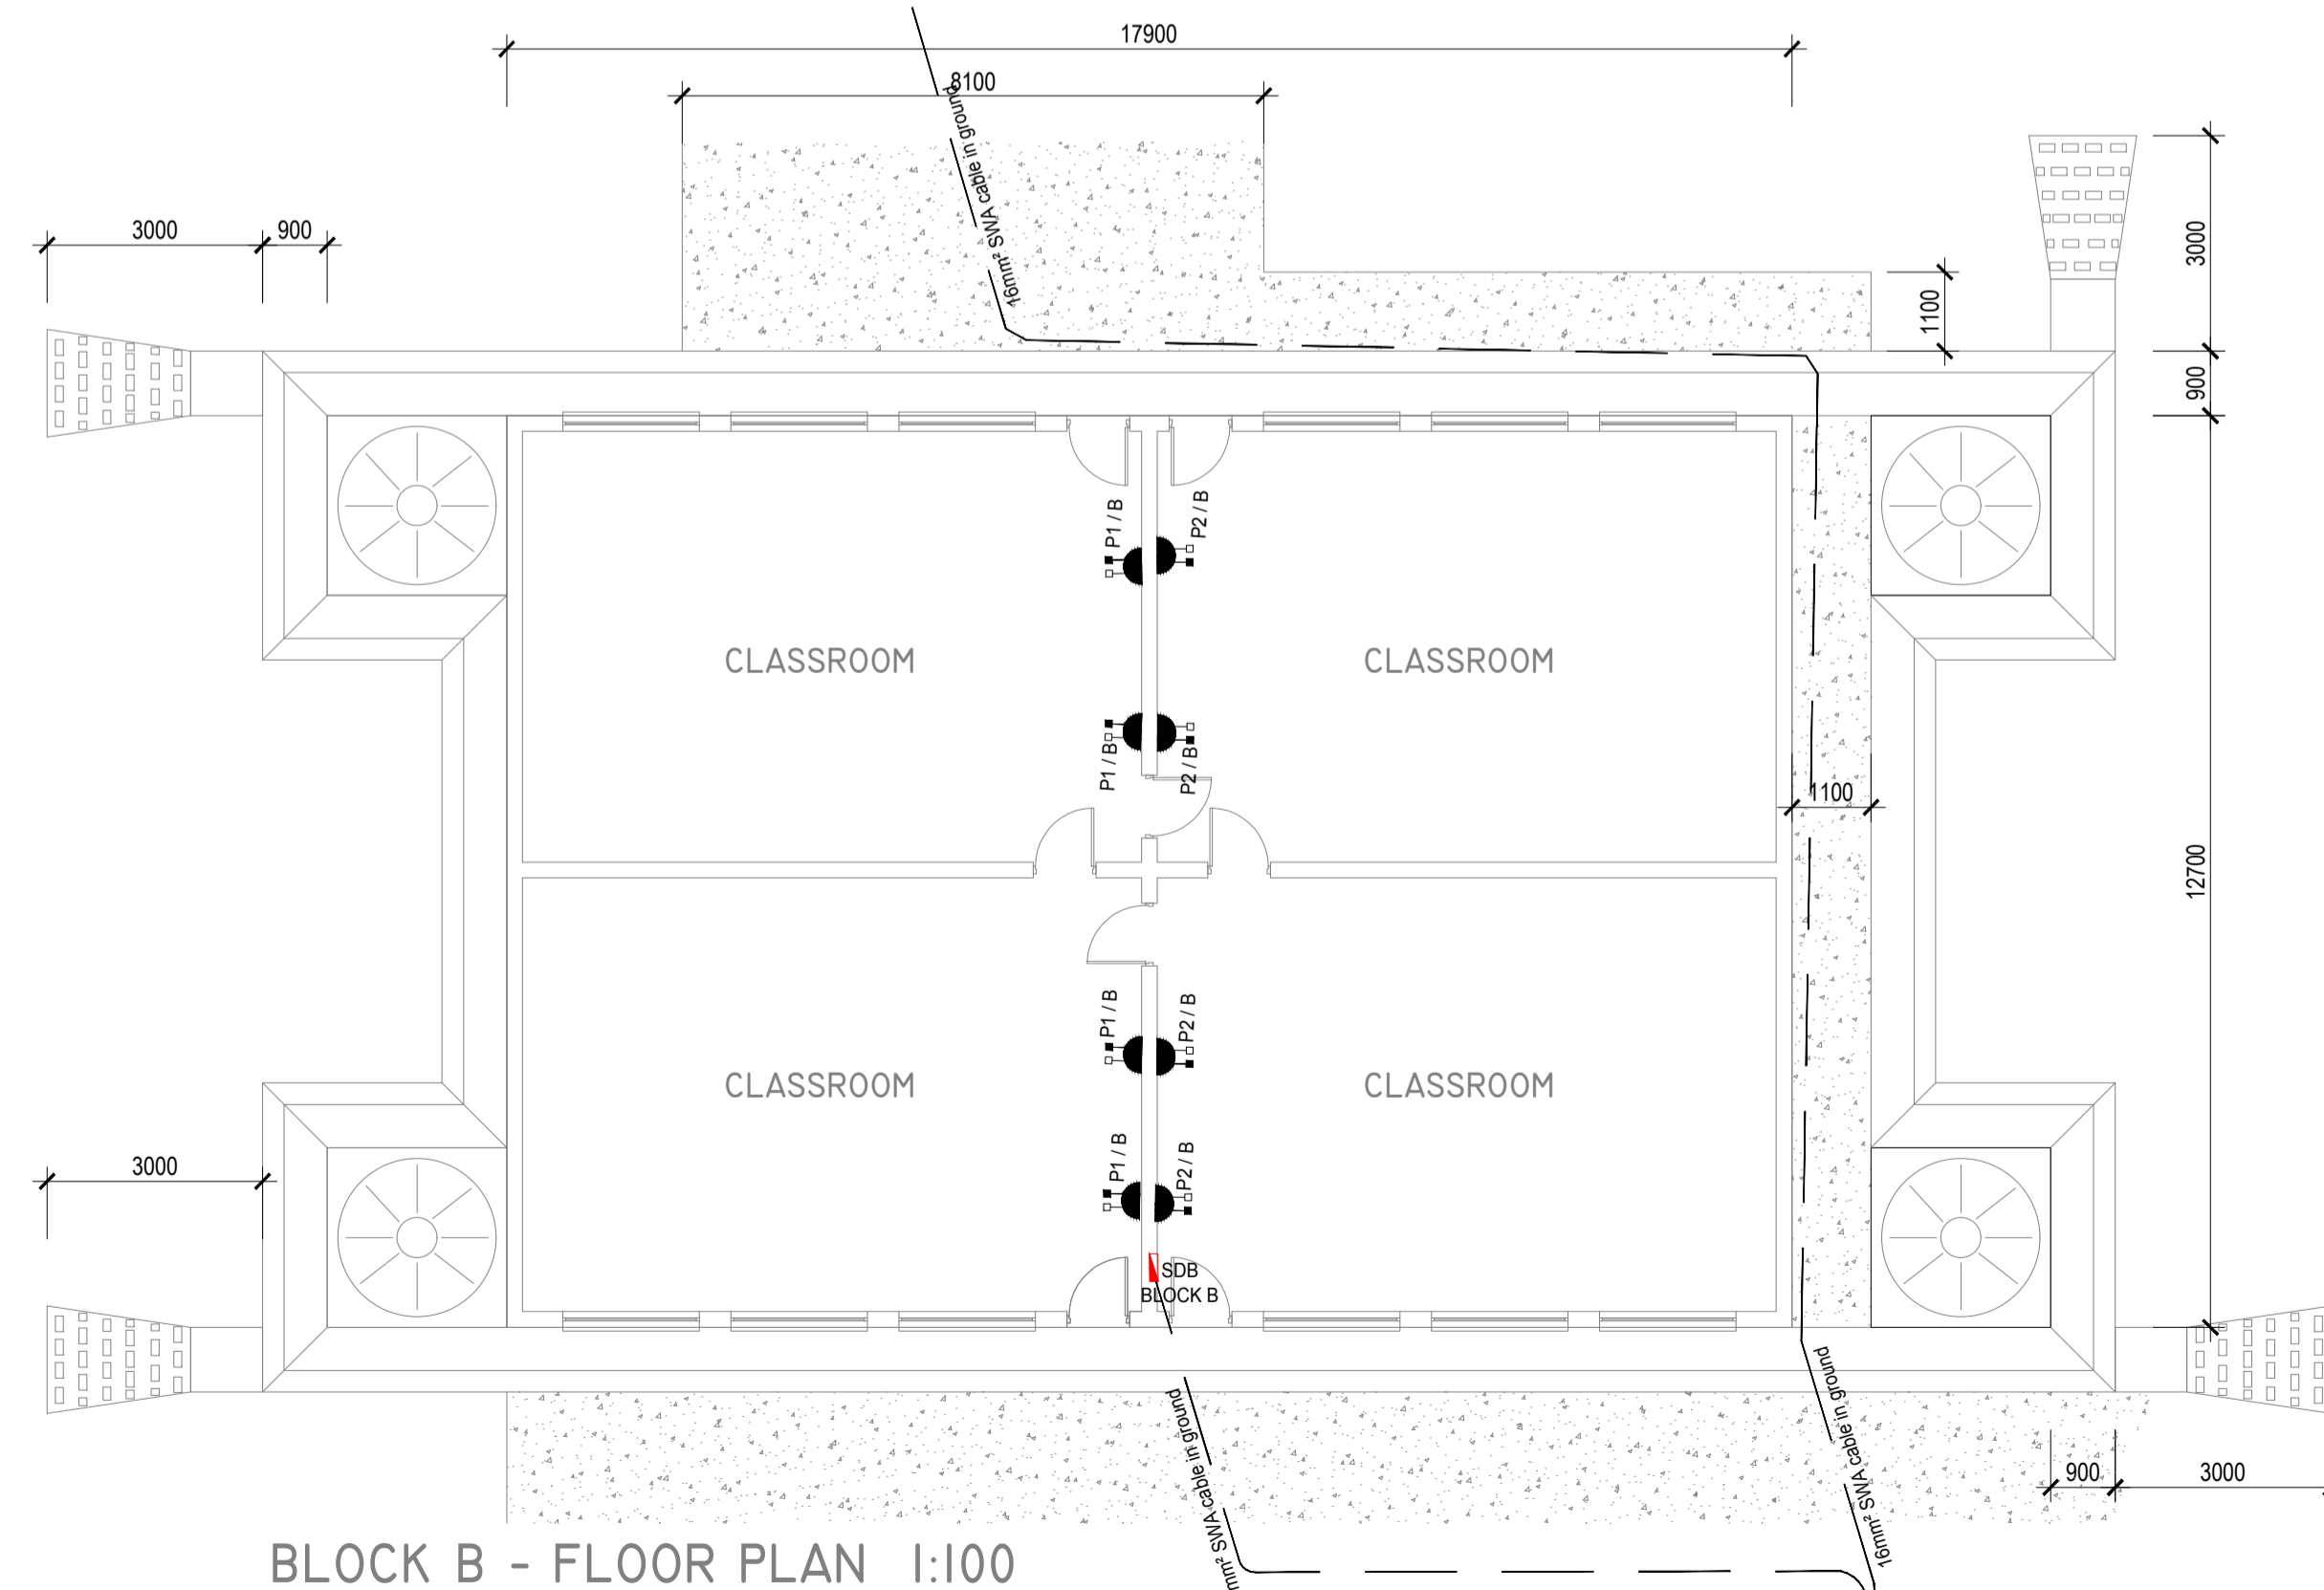 17900
8100
16mm² SWA cable in ground
3000
900
3000
1100
900
P1 / B
P2 / B
CLASSROOM
CLASSROOM
P1 / B
P2 / B
1100
12700
P1 / B
P2 / B
CLASSROOM
CLASSROOM
P1 / B
P2 / B
3000
SDB
BLOCK B
mm² SWA cable in ground
16mm² SWA cable in ground
900
3000
BLOCK B - FLOOR PLAN 1:100